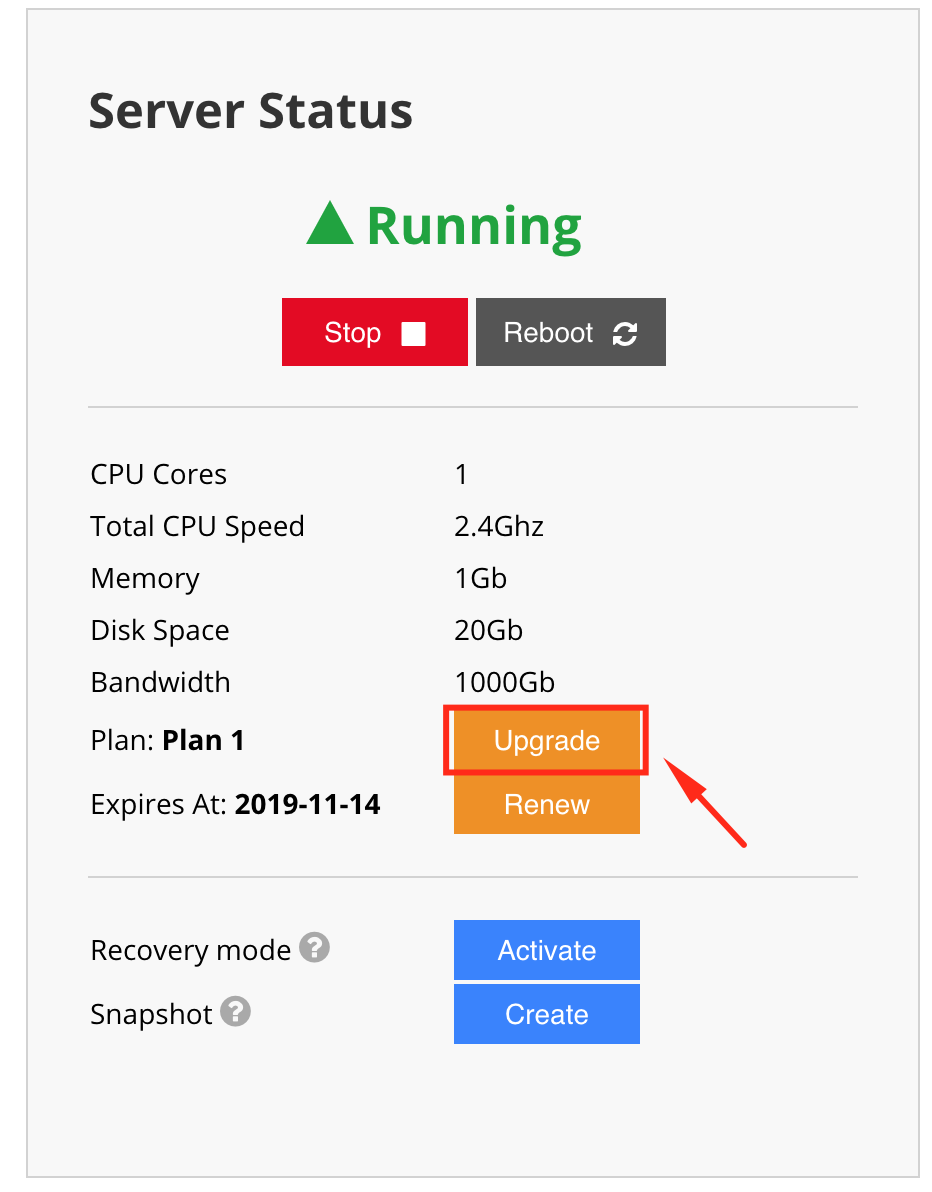 Server Status
Running
Stop Reboot
CPU Cores 1
Total CPU Speed 2.4Ghz
Memory 1Gb
Disk Space 20Gb
Bandwidth 1000Gb
Plan: Plan 1 Upgrade
Expires At: 2019-11-14 Renew
Recovery mode ? Activate
Snapshot ? Create